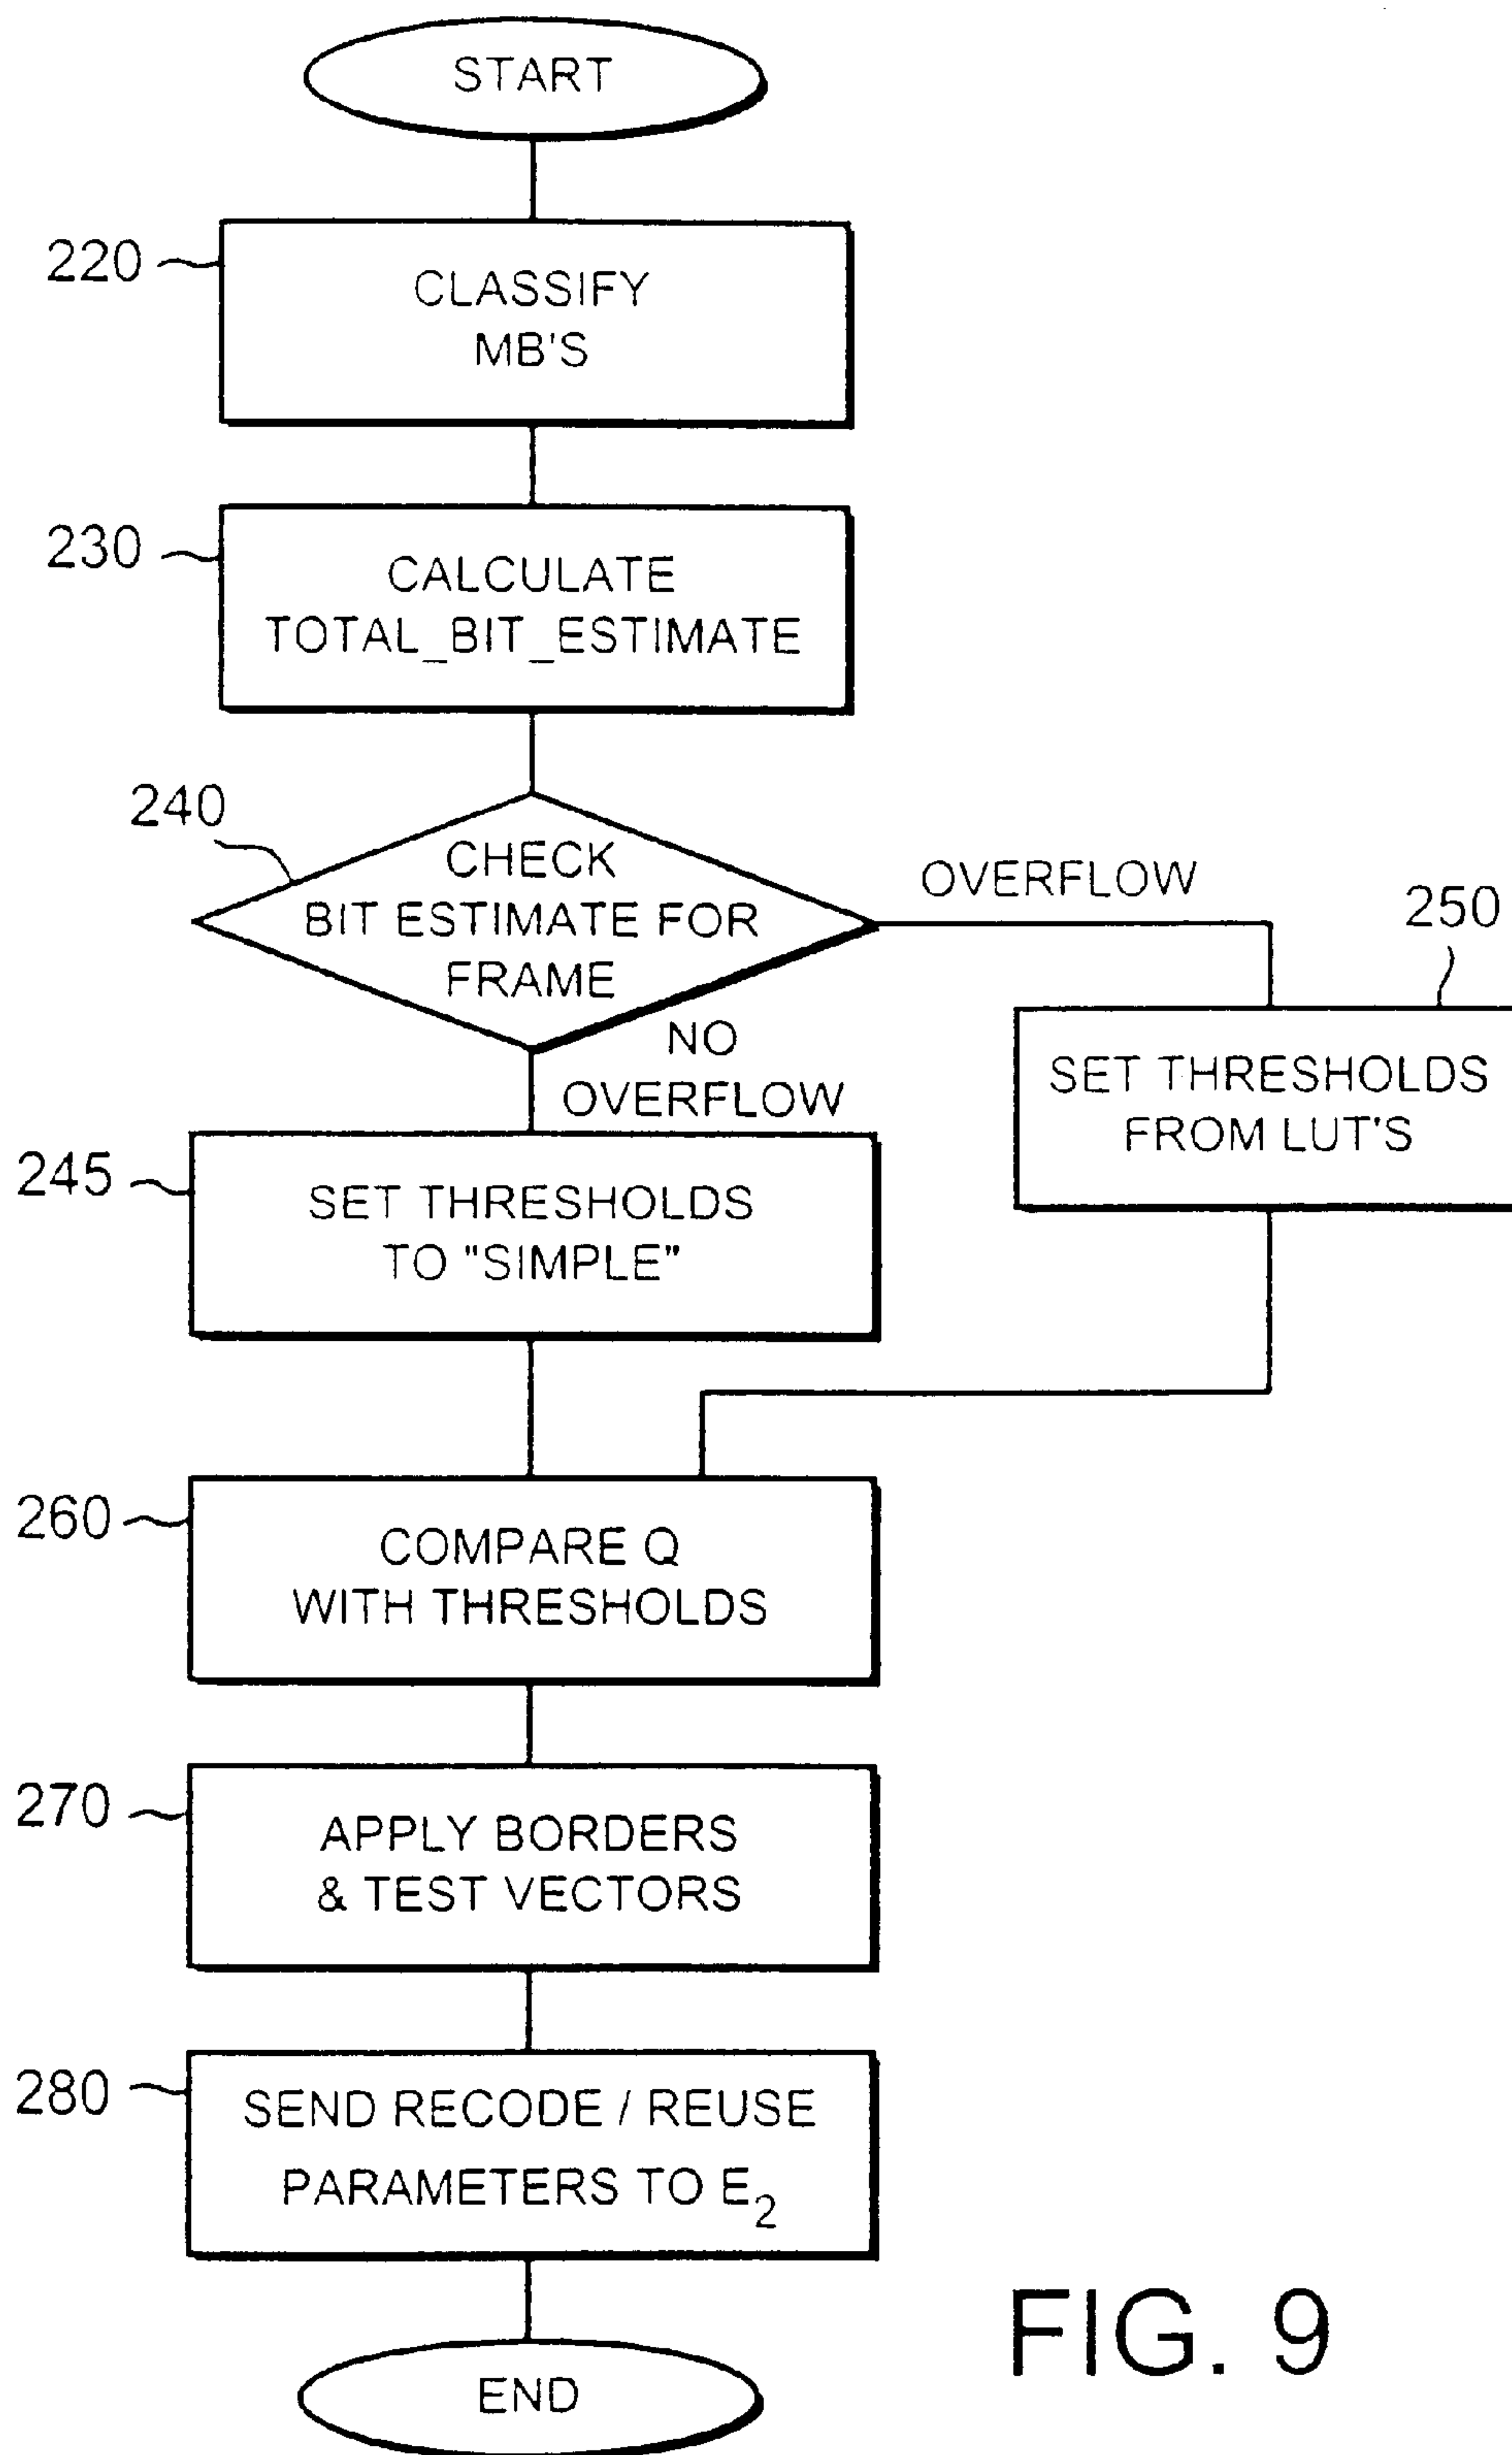 START
220
CLASSIFY
MB'S
230
CALCULATE
TOTAL_BIT_ESTIMATE
240
CHECK
BIT ESTIMATE FOR
FRAME
OVERFLOW
250
SET THRESHOLDS
FROM LUT'S
NO
OVERFLOW
245
SET THRESHOLDS
TO "SIMPLE"
260
COMPARE Q
WITH THRESHOLDS
270
APPLY BORDERS
& TEST VECTORS
280
SEND RECODE / REUSE
PARAMETERS TO E2
END
FIG. 9